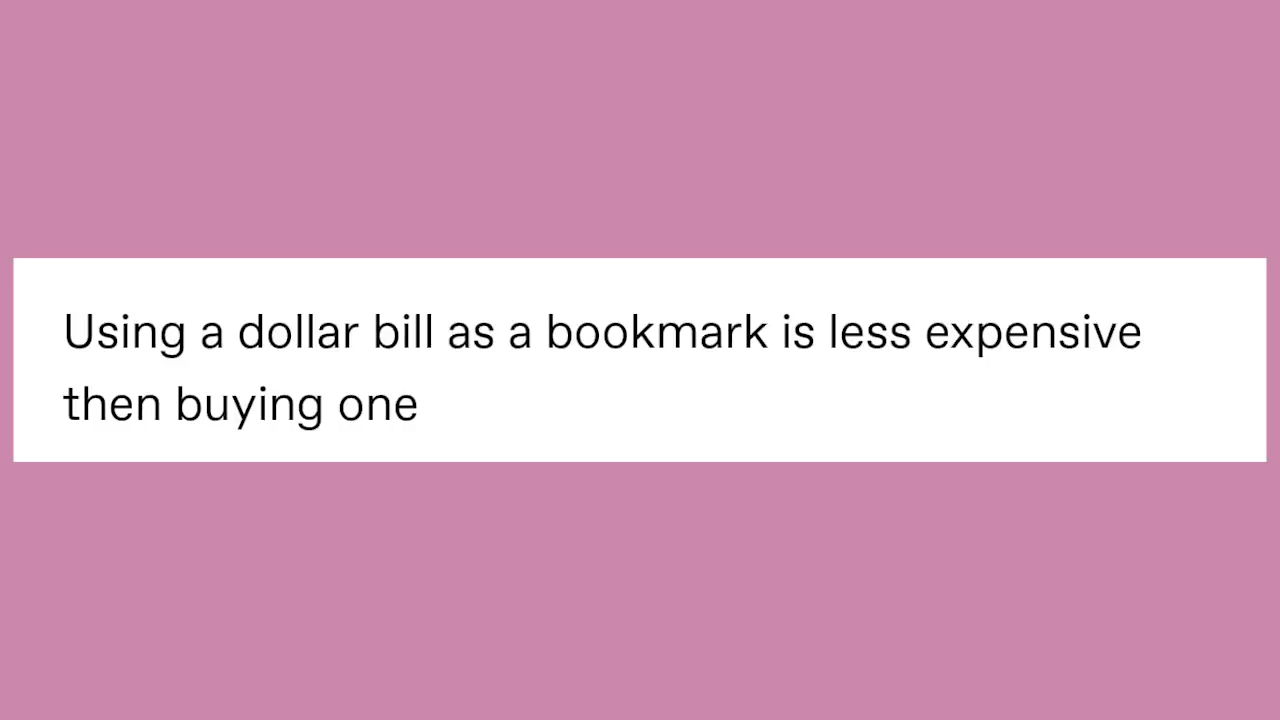 Using a dollar bill as a bookmark is less expensive
then buying one